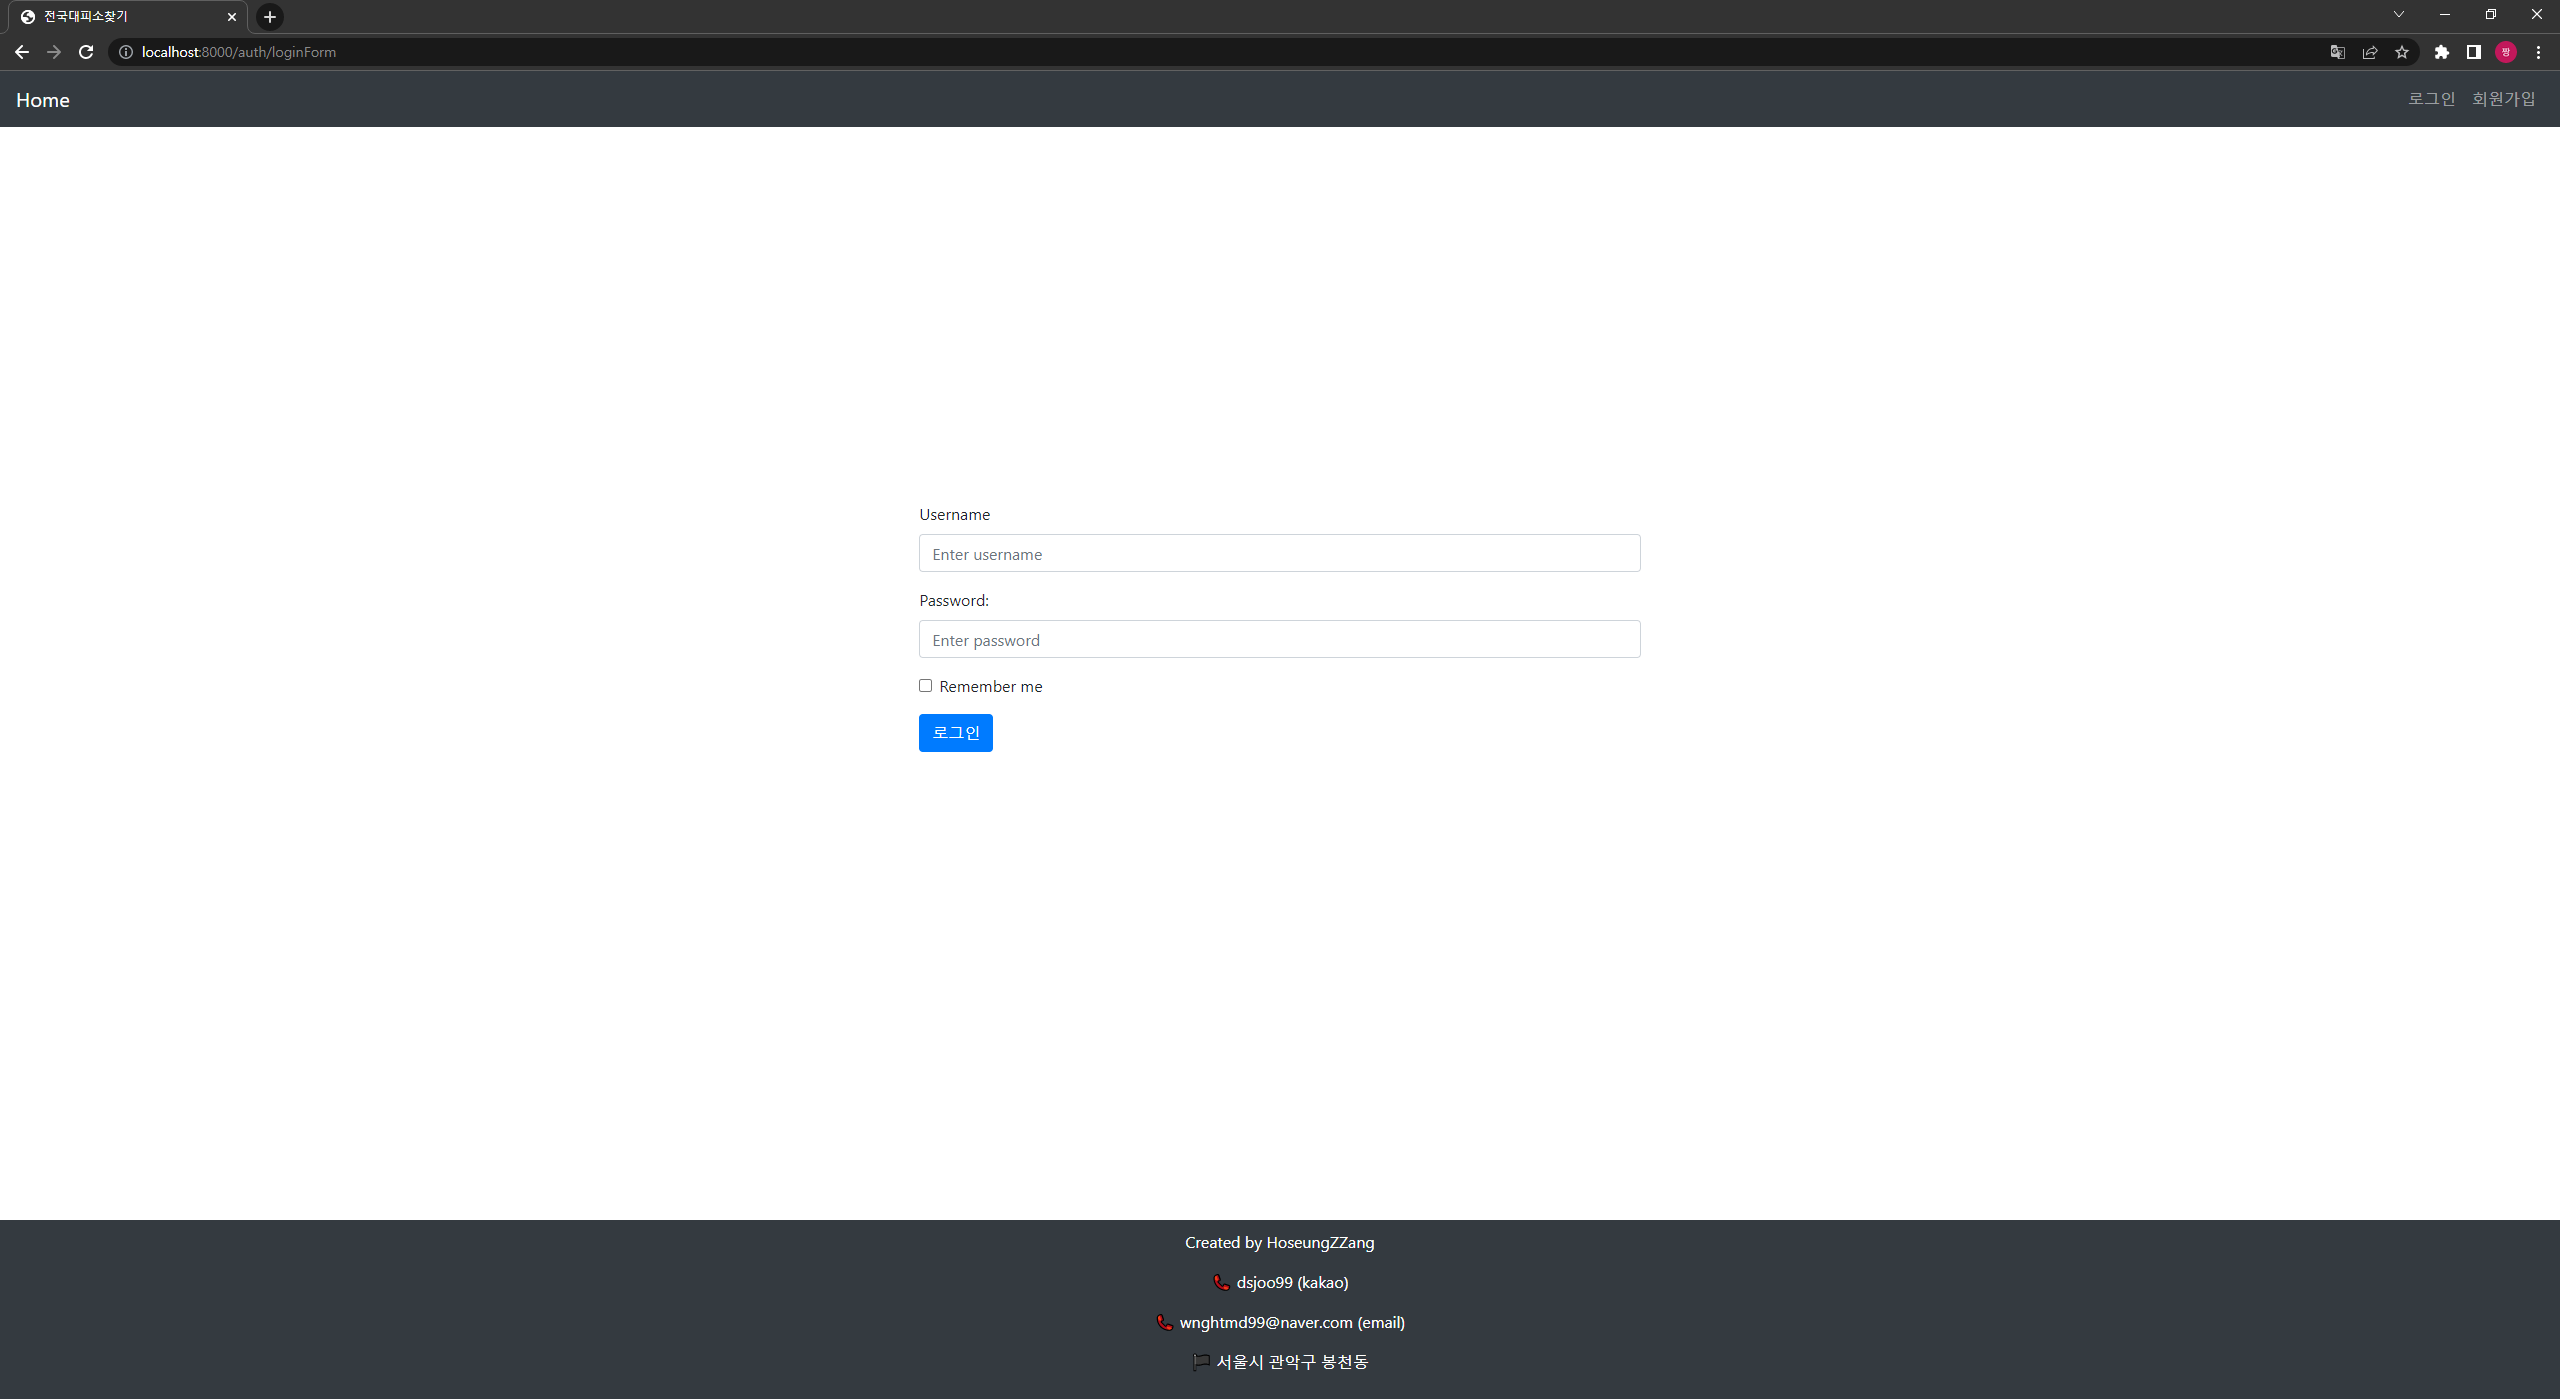 전국대피소찾기
localhost:8000/auth/loginForm
짱
Home
로그인 회원가입
Username
Enter username
Password:
Enter password
Remember me
로그인
Created by HoseungZZang
dsjoo99 (kakao)
wnghtmd99@naver.com (email)
서울시 관악구 봉천동